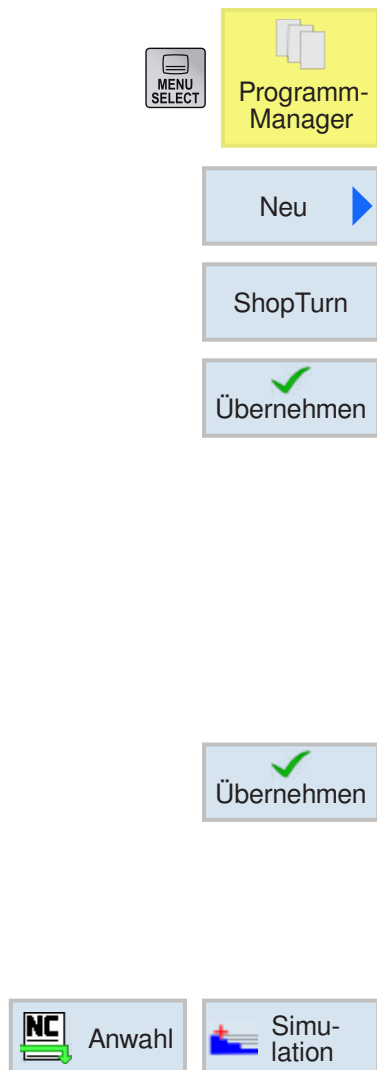 MENU
SELECT
Programm-
Manager
Neu
ShopTurn
Übernehmen
Übernehmen
NC
Anwahl
Simu-
lation